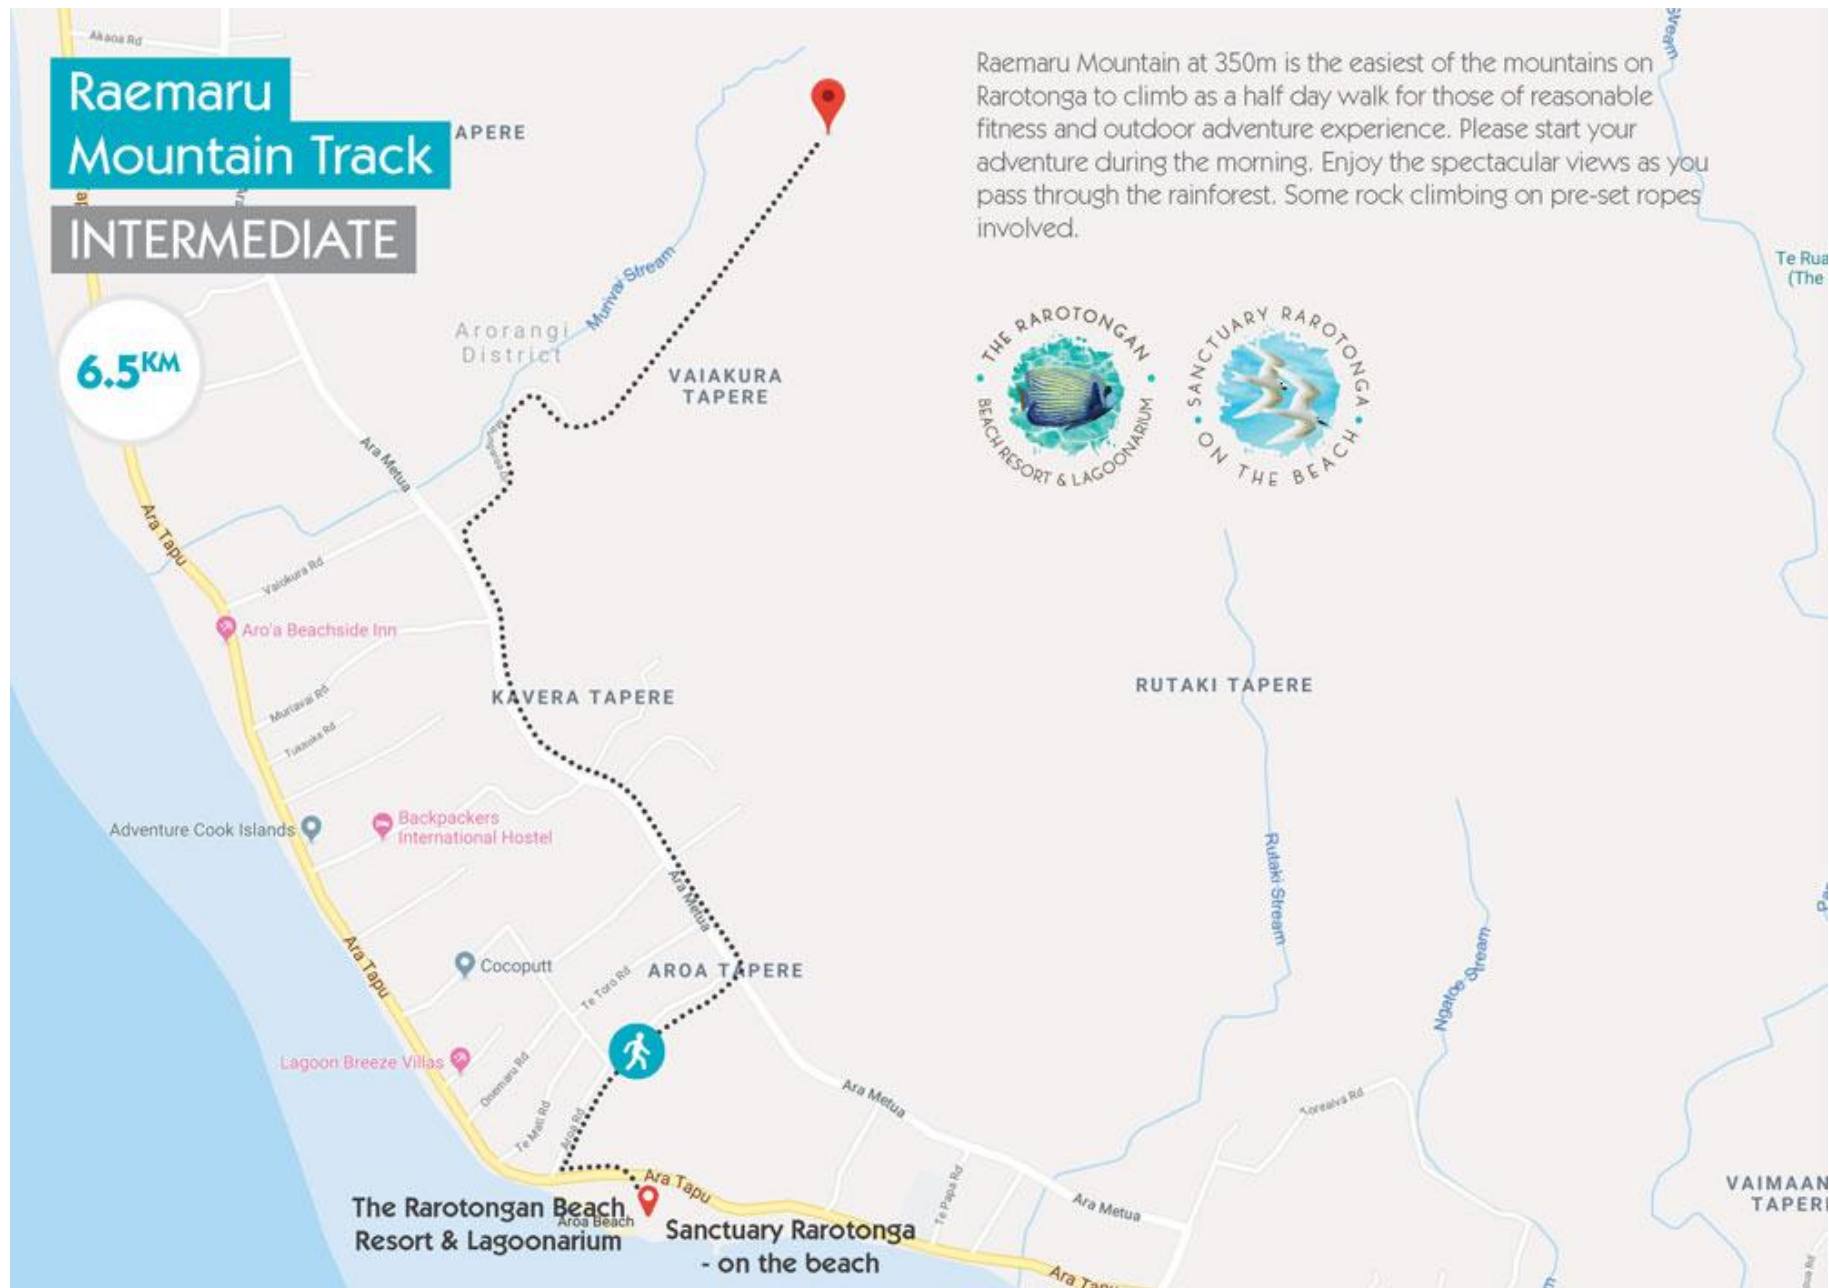 Akaoa Rd
Raemaru
Mountain Track
INTERMEDIATE
6.5KM
APERE
Raemaru Mountain at 350m is the easiest of the mountains on
Rarotonga to climb as a half day walk for those of reasonable
fitness and outdoor adventure experience. Please start your
adventure during the morning. Enjoy the spectacular views as you
pass through the rainforest. Some rock climbing on pre-set ropes
involved.
Stream
Te Rua
(The
THE RAROTONGAN
BEACH RESORT & LAGOONARIUM
SANCTUARY RAROTONGA
ON THE BEACH
Murivai Stream
Arorangi
District
VAIAKURA
TAPERE
Ara Metua
Ara Tapu
Vaiokura Rd
Aro'a Beachside Inn
Muriavai Rd
KAVERA TAPERE
RUTAKI TAPERE
Adventure Cook Islands
Backpackers
International Hostel
Rutaki Stream
Ara Metua
Ara Tapu
Cocoputt
Te Toro Rd
AROA TAPERE
Stream
Lagoon Breeze Villas
Onemaru Rd
Te Mati Rd
Aroa Rd
Ara Metua
Ara Tapu
Te Papa Rd
Ara Metua
VAIMAAN
TAPERE
The Rarotongan Beach
Resort & Lagoonarium
Aroa Beach
Sanctuary Rarotonga
- on the beach
Ara Tapu